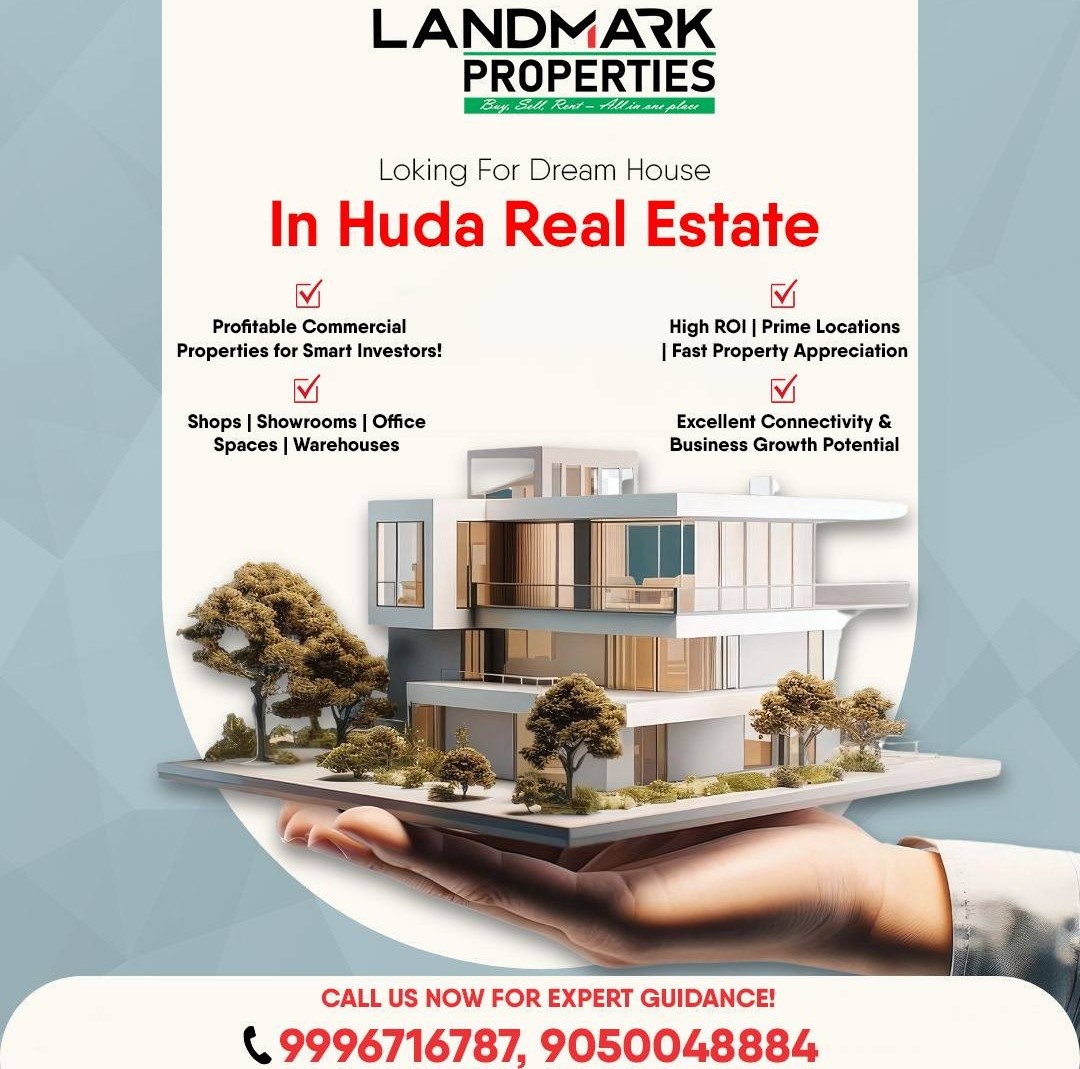 LANDMARK
PROPERTIES
Buy, Sell, Rent – All in one place
Loking For Dream House
In Huda Real Estate
Profitable Commercial
Properties for Smart Investors!
High ROI | Prime Locations
| Fast Property Appreciation
Shops | Showrooms | Office
Spaces | Warehouses
Excellent Connectivity &
Business Growth Potential
CALL US NOW FOR EXPERT GUIDANCE!
9996716787, 9050048884